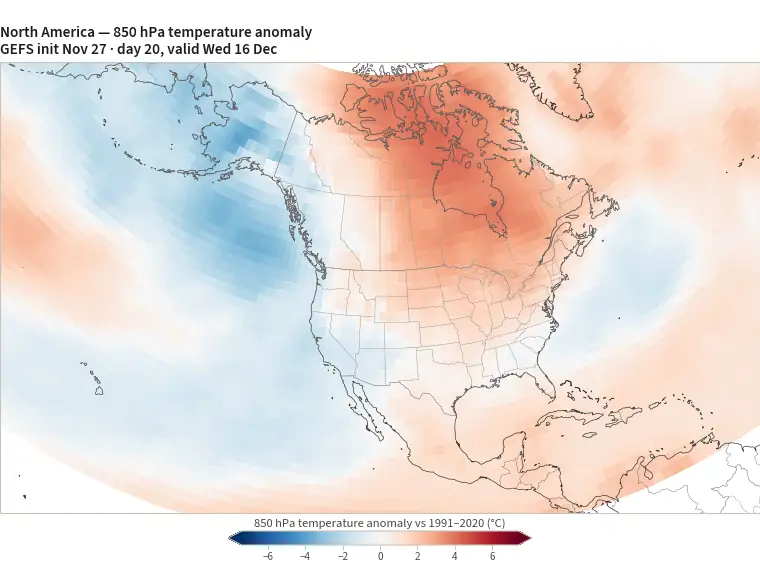 North America — 850 hPa temperature anomaly
GEFS init Nov 27 · day 20, valid Wed 16 Dec
850 hPa temperature anomaly vs 1991–2020 (°C)
−6 −4 −2 0 2 4 6